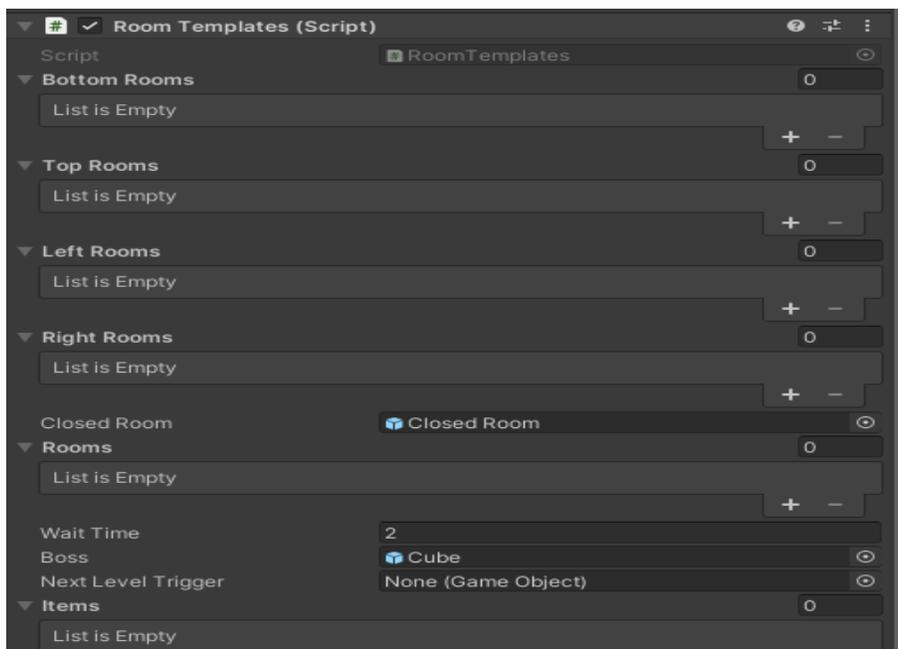 Room Templates (Script)
Script RoomTemplates
Bottom Rooms 0
List is Empty
+ −
Top Rooms 0
List is Empty
+ −
Left Rooms 0
List is Empty
+ −
Right Rooms 0
List is Empty
+ −
Closed Room Closed Room
Rooms 0
List is Empty
+ −
Wait Time 2
Boss Cube
Next Level Trigger None (Game Object)
Items 0
List is Empty